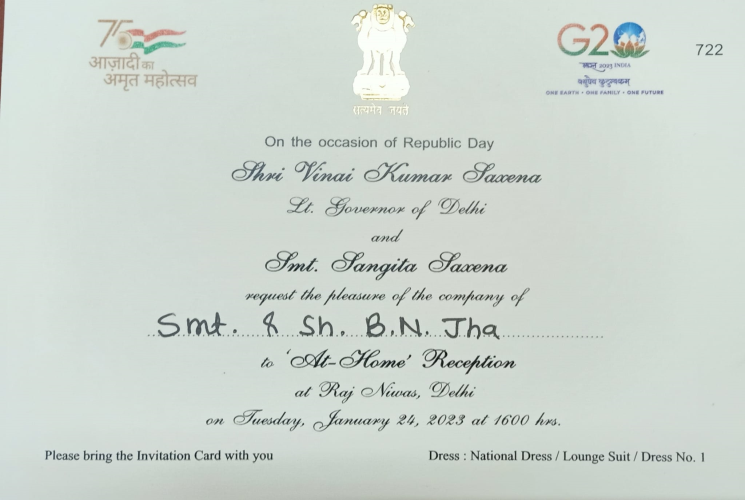 75
आज़ादी का
अमृत महोत्सव
सत्यमेव जयते
G20
भारत 2023 INDIA
वसुधैव कुटुम्बकम्
ONE EARTH • ONE FAMILY • ONE FUTURE
722
On the occasion of Republic Day
Shri Vinai Kumar Saxena
Lt. Governor of Delhi
and
Smt. Sangita Saxena
request the pleasure of the company of
Smt. & Sh. B.N. Jha
to 'At-Home' Reception
at Raj Niwas, Delhi
on Tuesday, January 24, 2023 at 1600 hrs.
Please bring the Invitation Card with you
Dress : National Dress / Lounge Suit / Dress No. 1